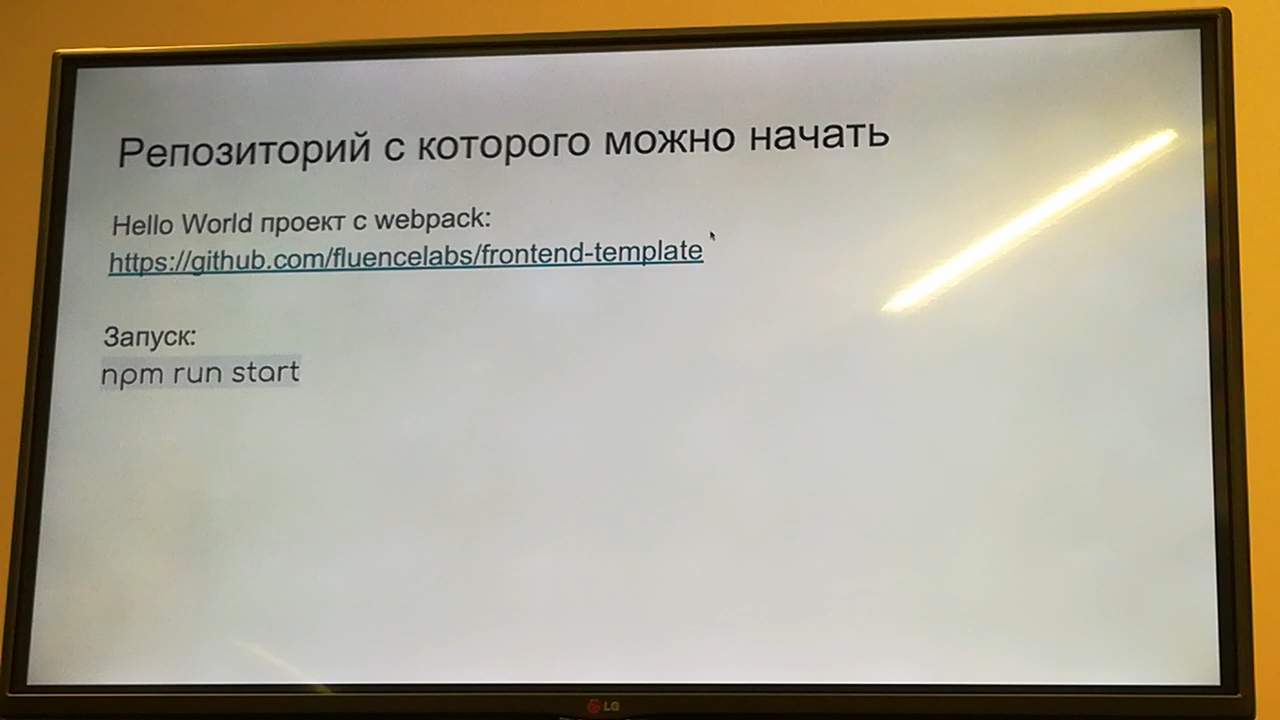 Репозиторий с которого можно начать
Hello World проект с webpack:
https://github.com/fluencelabs/frontend-template
Запуск:
npm run start
LG